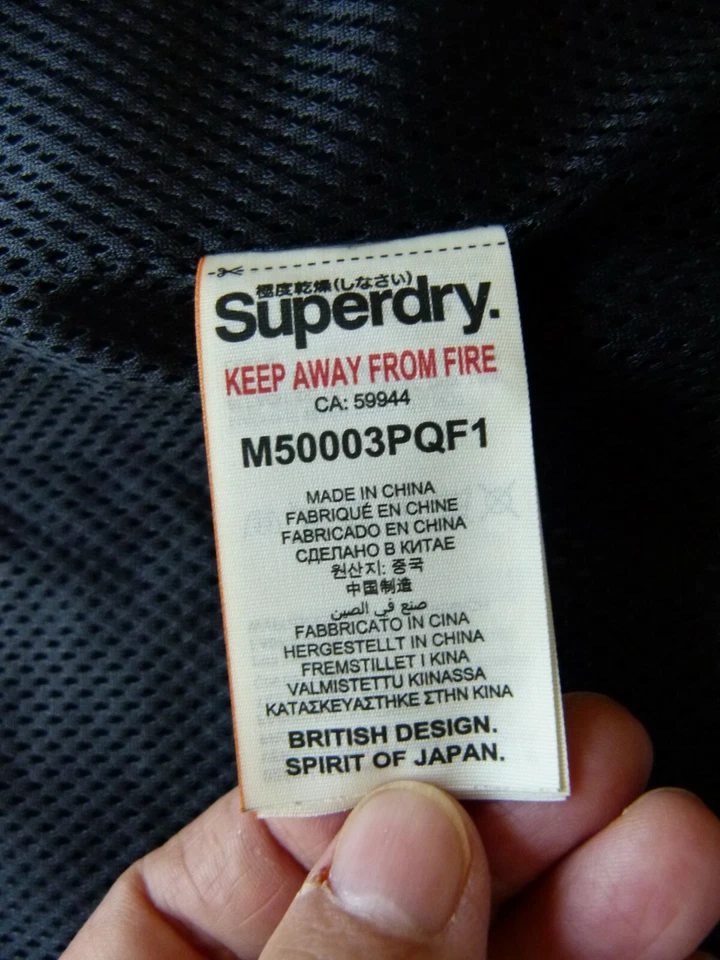 極度乾燥(しなさい)
Superdry.
KEEP AWAY FROM FIRE
CA: 59944
M50003PQF1
MADE IN CHINA
FABRIQUÉ EN CHINE
FABRICADO EN CHINA
СДЕЛАНО В КИТАЕ
원산지: 중국
中国制造
صنع في الصين
FABBRICATO IN CINA
HERGESTELLT IN CHINA
FREMSTILLET I KINA
VALMISTETTU KIINASSA
ΚΑΤΑΣΚΕΥΑΣΤΗΚΕ ΣΤΗΝ ΚΙΝΑ
BRITISH DESIGN.
SPIRIT OF JAPAN.